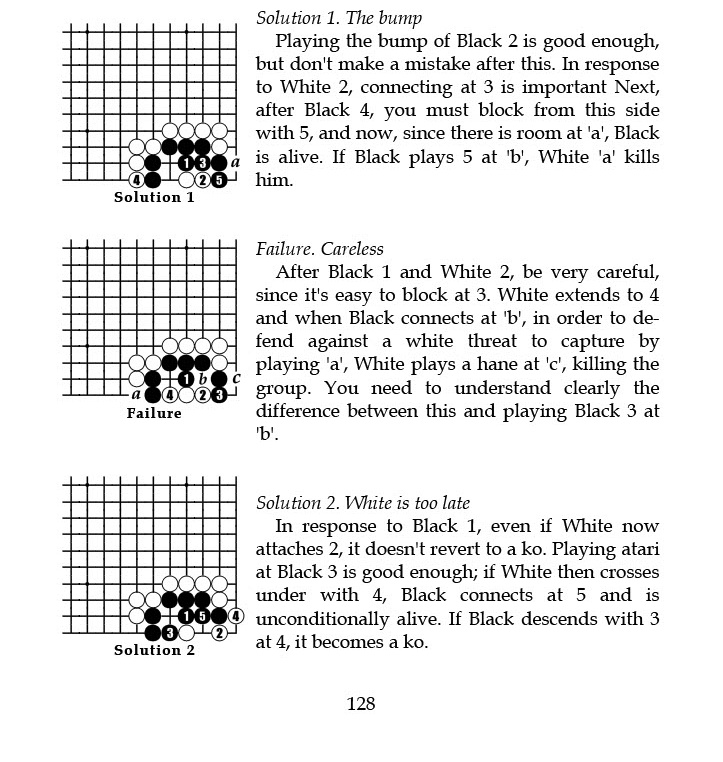 Solution 1. The bump
Playing the bump of Black 2 is good enough,
but don't make a mistake after this. In response
to White 2, connecting at 3 is important Next,
after Black 4, you must block from this side
with 5, and now, since there is room at 'a', Black
is alive. If Black plays 5 at 'b', White 'a' kills
him.
1 3 a
4 2 5
Solution 1
Failure. Careless
After Black 1 and White 2, be very careful,
since it's easy to block at 3. White extends to 4
and when Black connects at 'b', in order to de-
fend against a white threat to capture by
playing 'a', White plays a hane at 'c', killing the
group. You need to understand clearly the
difference between this and playing Black 3 at
'b'.
1 b c
a 4 2 3
Failure
Solution 2. White is too late
In response to Black 1, even if White now
attaches 2, it doesn't revert to a ko. Playing atari
at Black 3 is good enough; if White then crosses
under with 4, Black connects at 5 and is
unconditionally alive. If Black descends with 3
at 4, it becomes a ko.
1 5 4
3 2
Solution 2
128